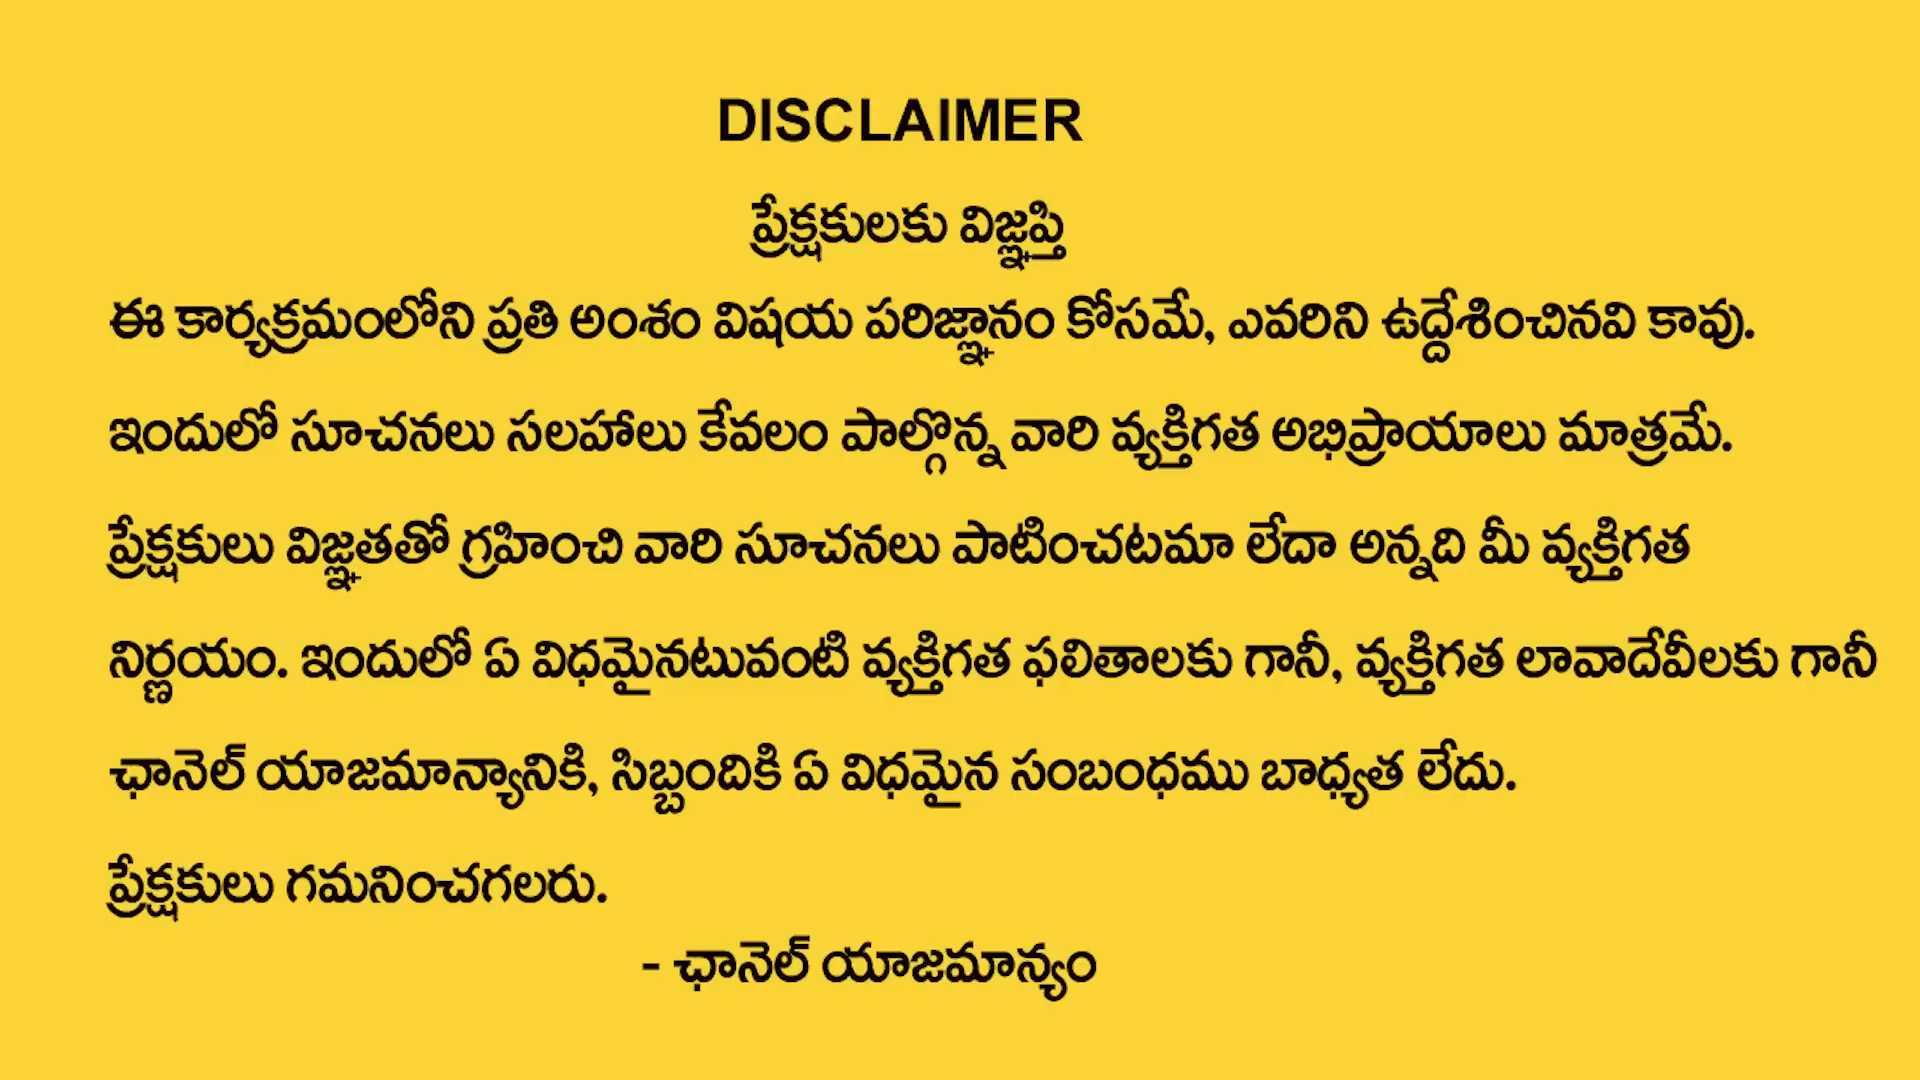 DISCLAIMER
ప్రేక్షకులకు విజ్ఞప్తి
ఈ కార్యక్రమంలోని ప్రతి అంశం విషయ పరిజ్ఞానం కోసమే, ఎవరిని ఉద్దేశించినవి కావు.
ఇందులో సూచనలు సలహాలు కేవలం పాల్గొన్న వారి వ్యక్తిగత అభిప్రాయాలు మాత్రమే.
ప్రేక్షకులు విజ్ఞతతో గ్రహించి వారి సూచనలు పాటించటమా లేదా అన్నది మీ వ్యక్తిగత
నిర్ణయం. ఇందులో ఏ విధమైనటువంటి వ్యక్తిగత ఫలితాలకు గానీ, వ్యక్తిగత లావాదేవీలకు గానీ
ఛానెల్ యాజమాన్యానికి, సిబ్బందికి ఏ విధమైన సంబంధము బాధ్యత లేదు.
ప్రేక్షకులు గమనించగలరు.
- ఛానెల్ యాజమాన్యం